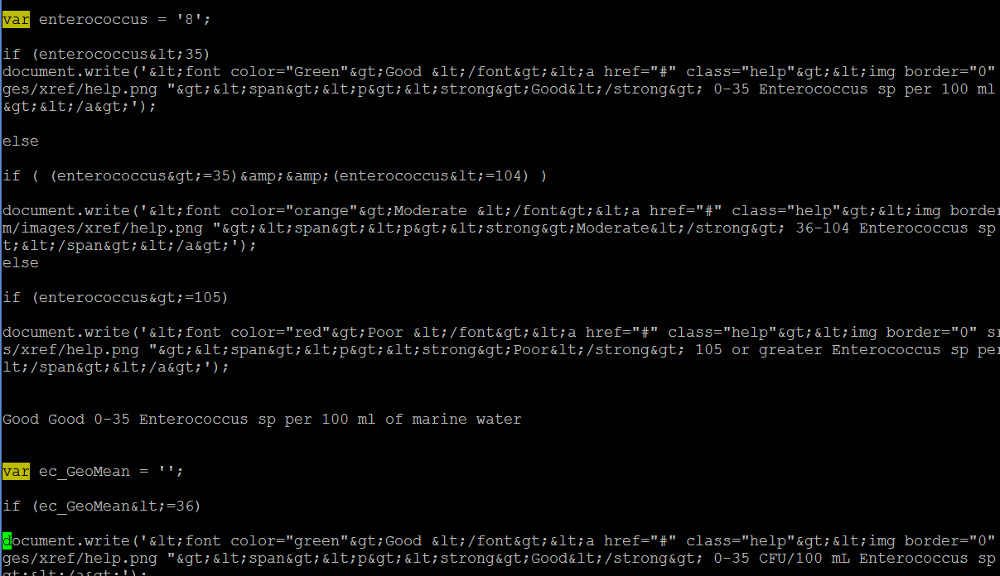 var enterococcus = '8';
if (enterococcus&lt;35)
document.write('&lt;font color="Green"&gt;Good &lt;/font&gt;&lt;a href="#" class="help"&gt;&lt;img border="0"
ges/xref/help.png "&gt;&lt;span&gt;&lt;p&gt;&lt;strong&gt;Good&lt;/strong&gt; 0-35 Enterococcus sp per 100 ml
&gt;&lt;/a&gt;');
else
if ( (enterococcus&gt;=35)&amp;&amp;(enterococcus&lt;=104) )
document.write('&lt;font color="orange"&gt;Moderate &lt;/font&gt;&lt;a href="#" class="help"&gt;&lt;img border
m/images/xref/help.png "&gt;&lt;span&gt;&lt;p&gt;&lt;strong&gt;Moderate&lt;/strong&gt; 36-104 Enterococcus sp
t;&lt;/span&gt;&lt;/a&gt;');
else
if (enterococcus&gt;=105)
document.write('&lt;font color="red"&gt;Poor &lt;/font&gt;&lt;a href="#" class="help"&gt;&lt;img border="0" sr
s/xref/help.png "&gt;&lt;span&gt;&lt;p&gt;&lt;strong&gt;Poor&lt;/strong&gt; 105 or greater Enterococcus sp per
lt;/span&gt;&lt;/a&gt;');
Good Good 0-35 Enterococcus sp per 100 ml of marine water
var ec_GeoMean = '';
if (ec_GeoMean&lt;=36)
document.write('&lt;font color="green"&gt;Good &lt;/font&gt;&lt;a href="#" class="help"&gt;&lt;img border="0"
ges/xref/help.png "&gt;&lt;span&gt;&lt;p&gt;&lt;strong&gt;Good&lt;/strong&gt; 0-35 CFU/100 mL Enterococcus sp
gt;&lt;/a&gt;');